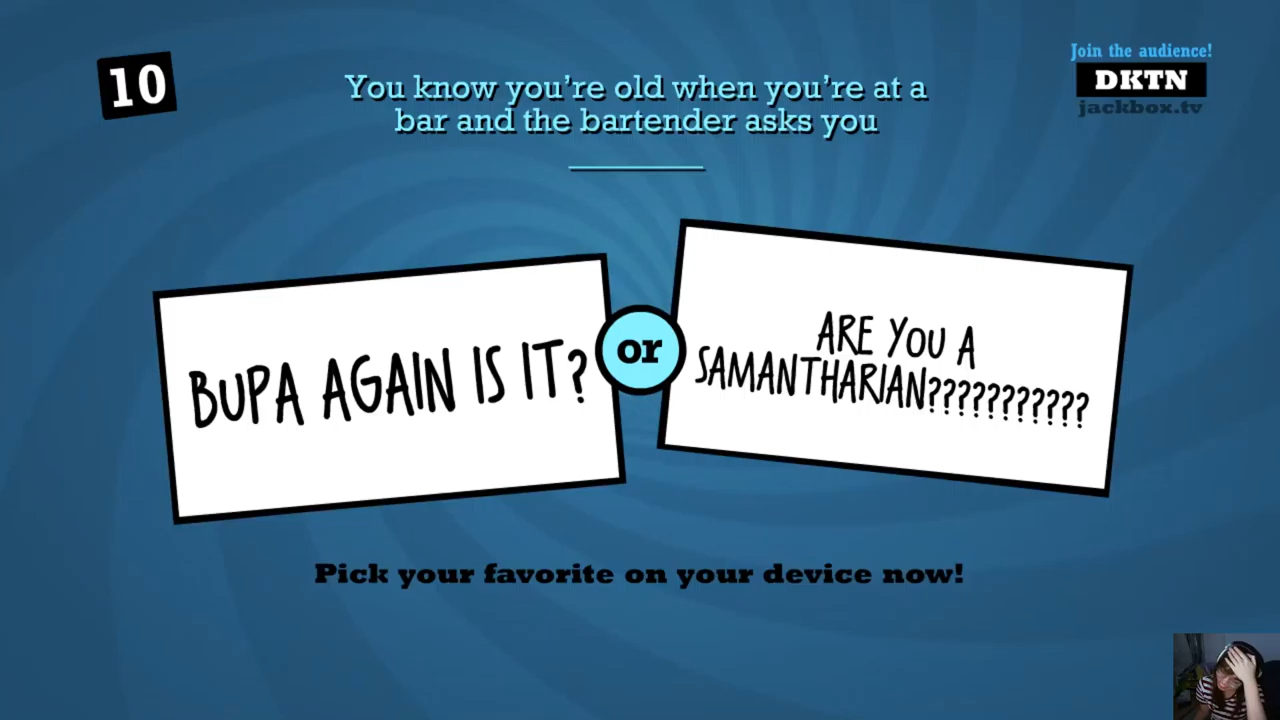 10
You know you're old when you're at a
bar and the bartender asks you
Join the audience!
DKTN
jackbox.tv
BUPA AGAIN IS IT?
or
ARE YOU A
SAMANTHARIAN???????????
Pick your favorite on your device now!